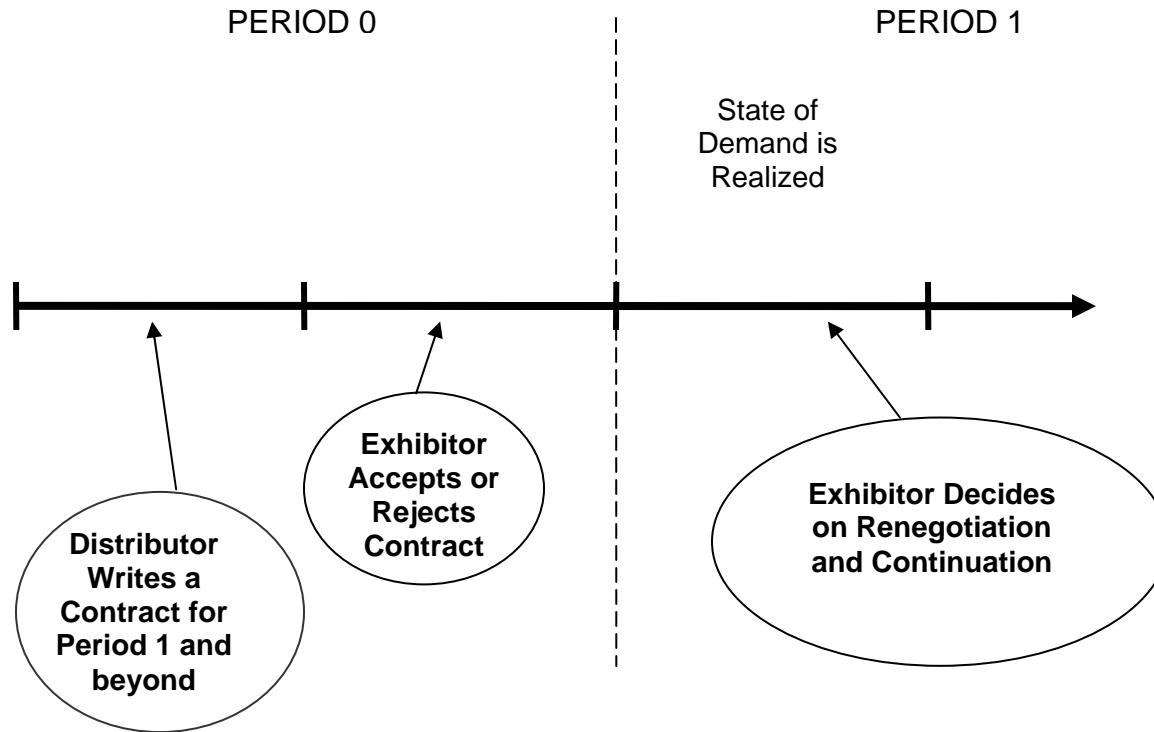 PERIOD 0
PERIOD 1
State of
Demand is
Realized
Exhibitor
Accepts or
Rejects
Contract
Exhibitor Decides
on Renegotiation
and Continuation
Distributor
Writes a
Contract for
Period 1 and
beyond